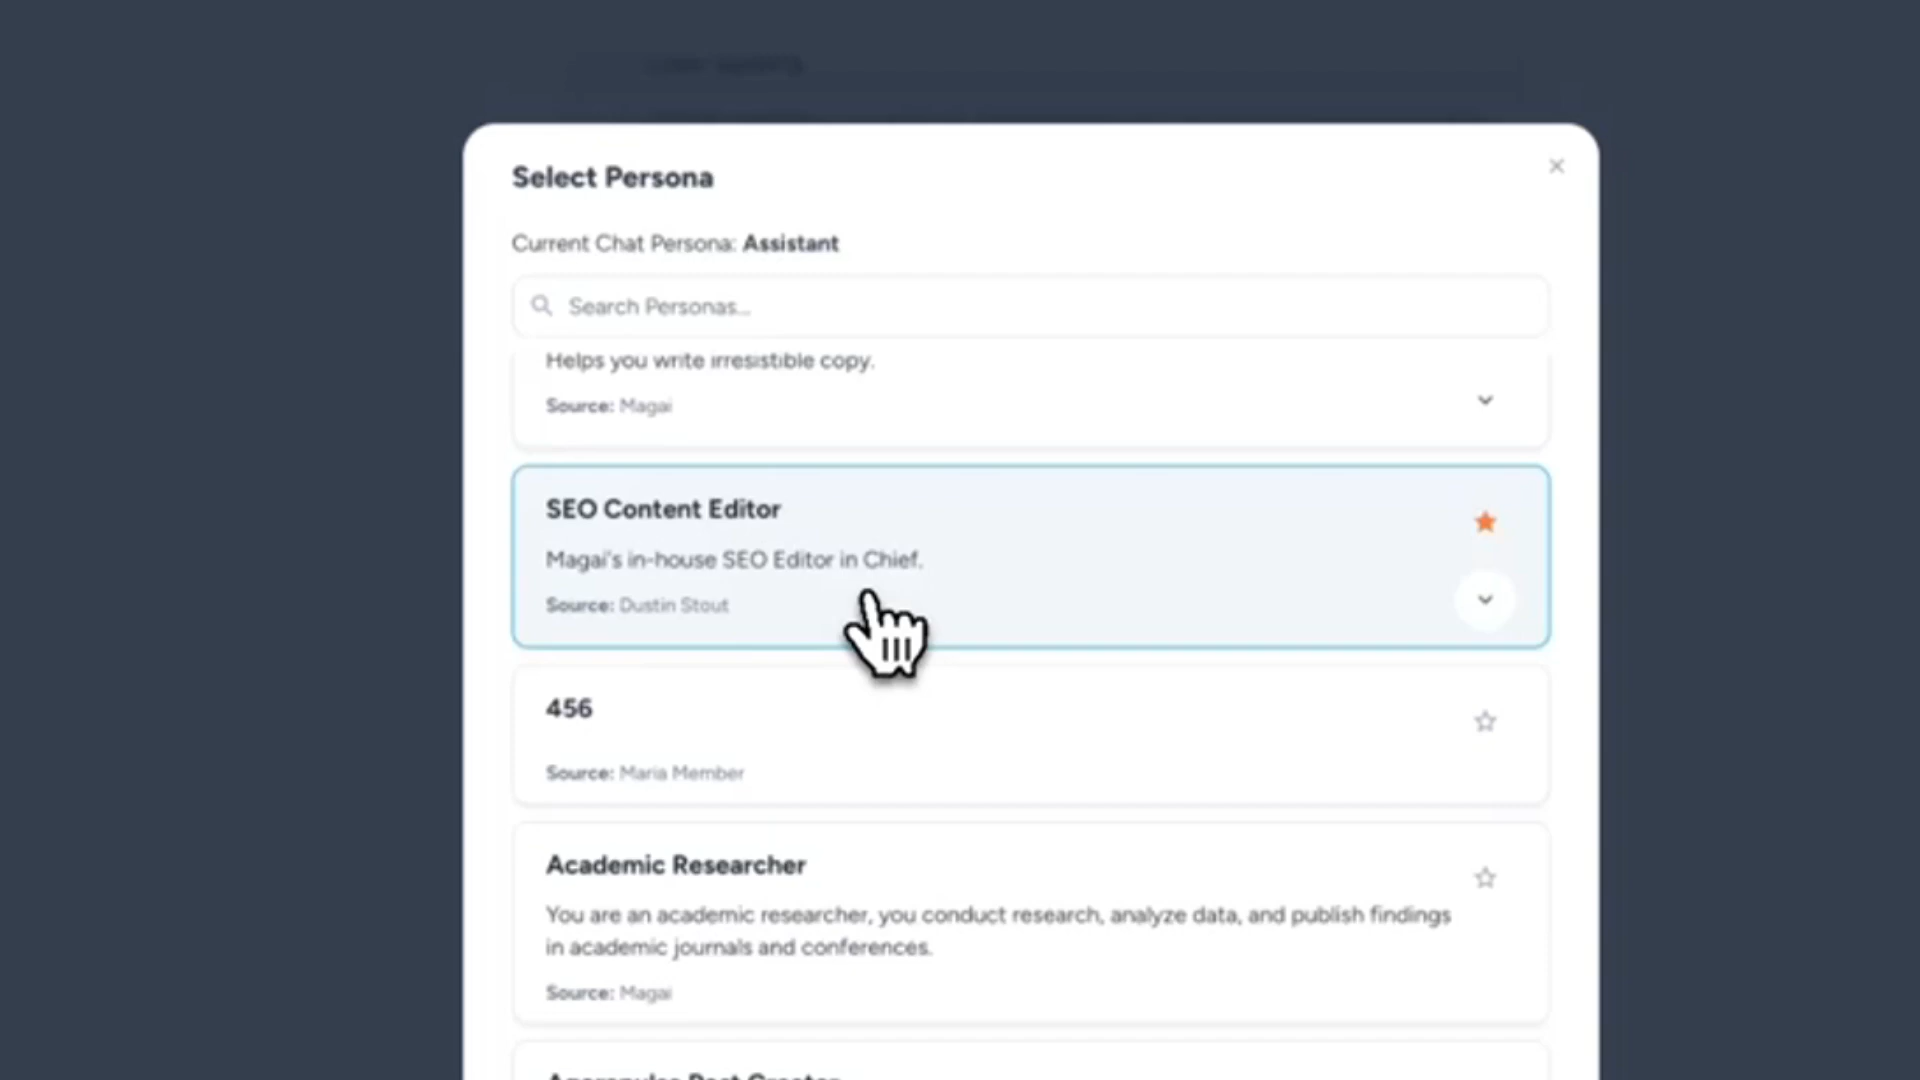 Select Persona
Current Chat Persona: Assistant
Search Personas...
Helps you write irresistible copy.
Source: Magai
SEO Content Editor
Magai's in-house SEO Editor in Chief.
Source: Dustin Stout
456
Source: Maria Member
Academic Researcher
You are an academic researcher, you conduct research, analyze data, and publish findings
in academic journals and conferences.
Source: Magai